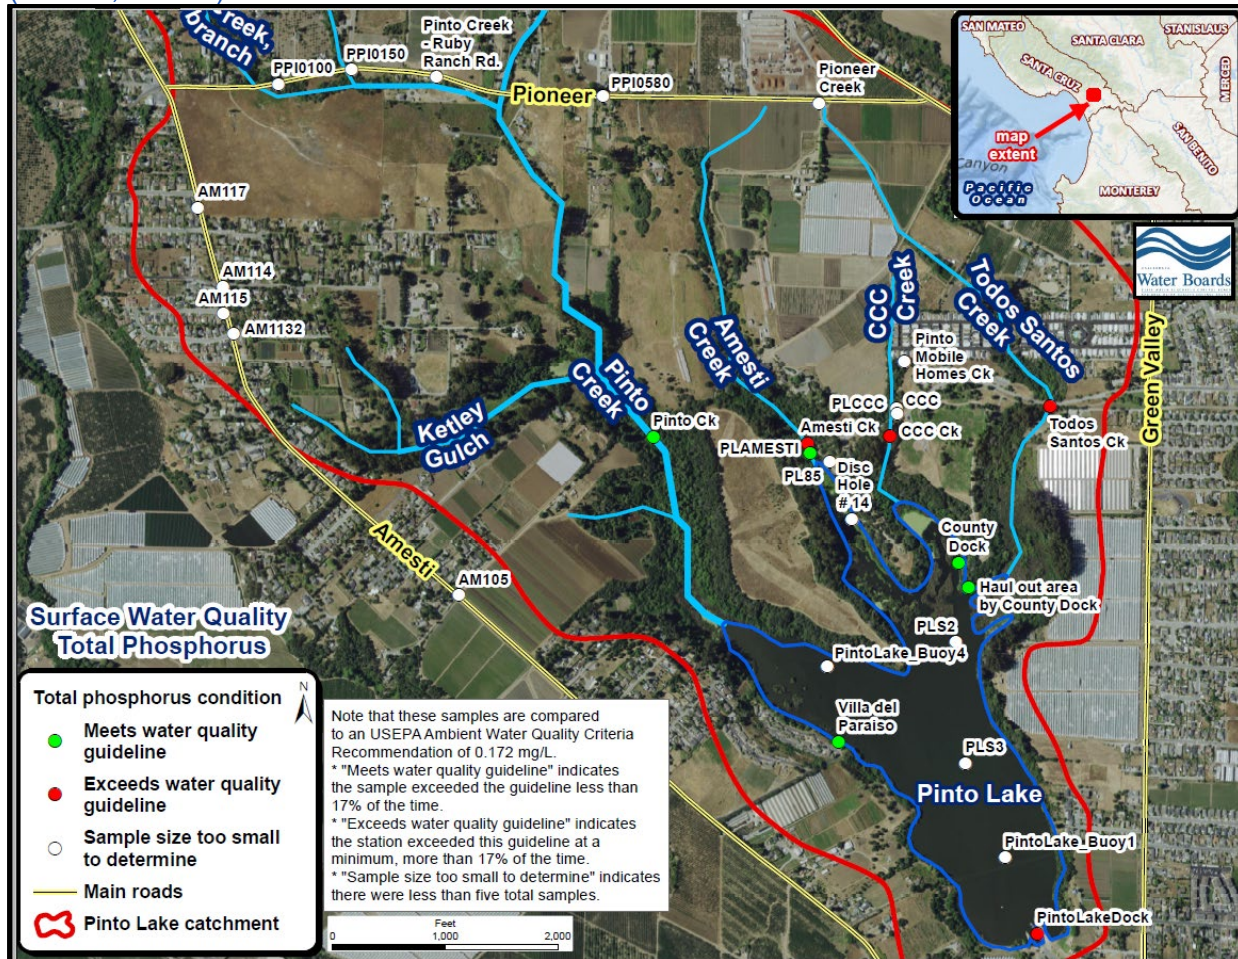 Creek,
branch
PPI0100
PPI0150
Pinto Creek
- Ruby
Ranch Rd.
Pioneer
PPI0580
Pioneer
Creek
SAN MATEO
STANISLAUS
SANTA CLARA
SANTA CRUZ
MERCED
map
extent
SAN BENITO
Canyon
Pacific
Ocean
MONTEREY
Water Boards
AM117
AM114
AM115
AM1132
Ketley
Gulch
Pinto
Creek
Pinto Ck
Amesti
Creek
CCC
Creek
Todos Santos
Creek
Pinto
Mobile
Homes Ck
PLCCC
CCC
CCC Ck
Todos
Santos Ck
Green Valley
Amesti Ck
PLAMESTI
PL85
Disc
Hole
# 14
County
Dock
Haul out area
by County Dock
Amesti
AM105
PLS2
PintoLake_Buoy4
Villa del
Paraiso
PLS3
Pinto Lake
PintoLake_Buoy1
PintoLakeDock
Surface Water Quality
Total Phosphorus
Total phosphorus condition
N
Meets water quality
guideline
Exceeds water quality
guideline
Sample size too small
to determine
Main roads
Pinto Lake catchment
Note that these samples are compared
to an USEPA Ambient Water Quality Criteria
Recommendation of 0.172 mg/L.
* "Meets water quality guideline" indicates
the sample exceeded the guideline less than
17% of the time.
* "Exceeds water quality guideline" indicates
the station exceeded this guideline at a
minimum, more than 17% of the time.
* "Sample size too small to determine" indicates
there were less than five total samples.
Feet
0 1,000 2,000